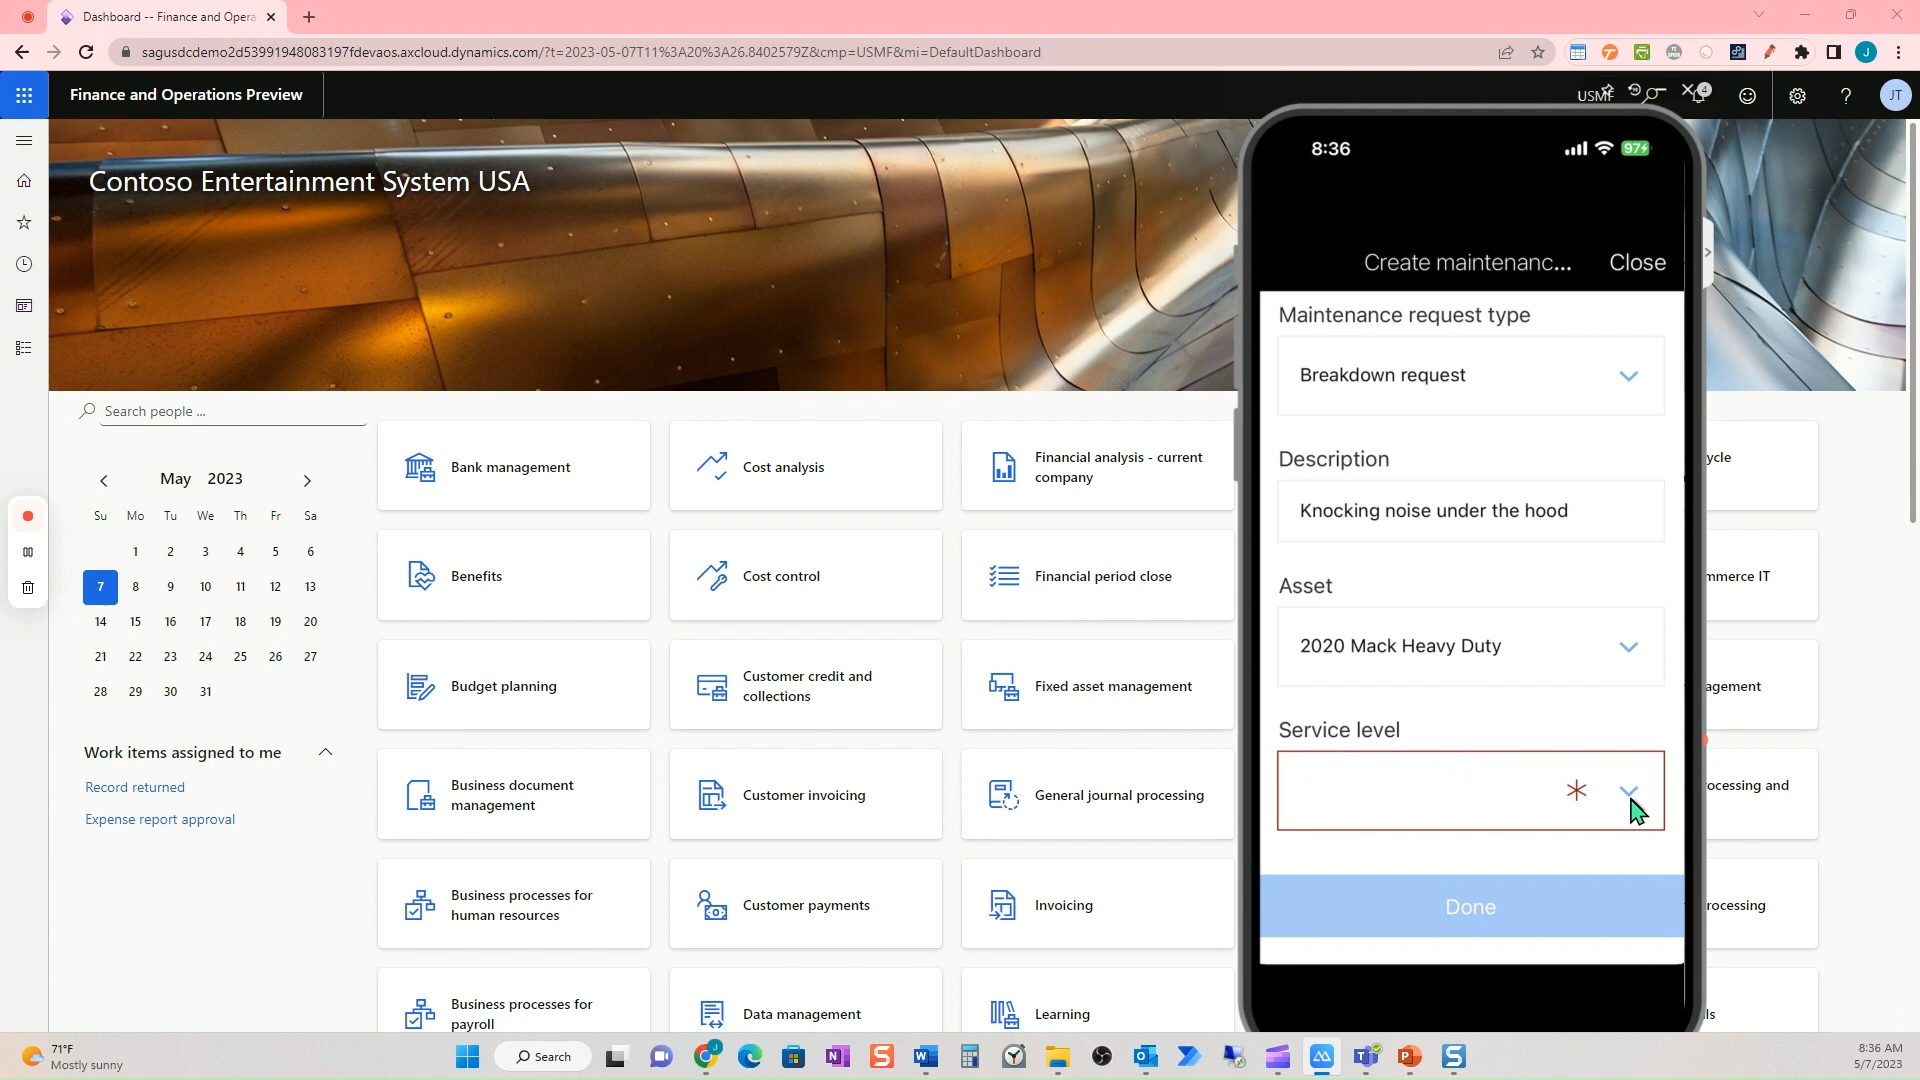 Dashboard -- Finance and Opera
sagusdcdemo2d53991948083197fdevaos.axcloud.dynamics.com/?t=2023-05-07T11%3A20%3A26.8402579Z&cmp=USMF&mi=DefaultDashboard
J
Finance and Operations Preview
USMF
4
?
JT
Contoso Entertainment System USA
Search people ...
May 2023
Su Mo Tu We Th Fr Sa
1 2 3 4 5 6
7 8 9 10 11 12 13
14 15 16 17 18 19 20
21 22 23 24 25 26 27
28 29 30 31
Work items assigned to me
Record returned
Expense report approval
Bank management
Cost analysis
Financial analysis - current
company
ycle
Benefits
Cost control
Financial period close
mmerce IT
Budget planning
Customer credit and
collections
Fixed asset management
agement
Business document
management
Customer invoicing
General journal processing
ocessing and
Business processes for
human resources
Customer payments
Invoicing
rocessing
Business processes for
payroll
Data management
Learning
ls
8:36
97
Create maintenanc...
Close
Maintenance request type
Breakdown request
Description
Knocking noise under the hood
Asset
2020 Mack Heavy Duty
Service level
*
Done
71°F
Mostly sunny
Search
8:36 AM
5/7/2023